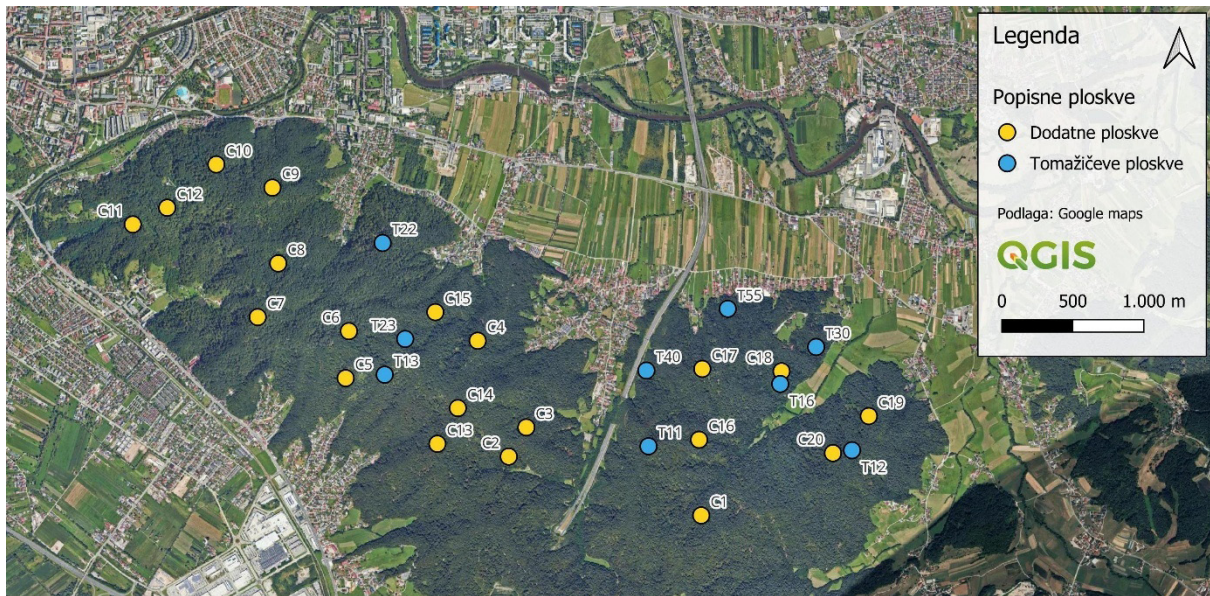 Legenda
Popisne ploskve
Dodatne ploskve
Tomažičeve ploskve
Podlaga: Google maps
QGIS
0 500 1.000 m
C10
C9
C12
C11
T22
C8
C15
C7
C6
T23
C4
C5
T13
C14
C3
C13
C2
T55
T30
T40
C17
C18
T16
C19
C16
T11
C20
T12
C1